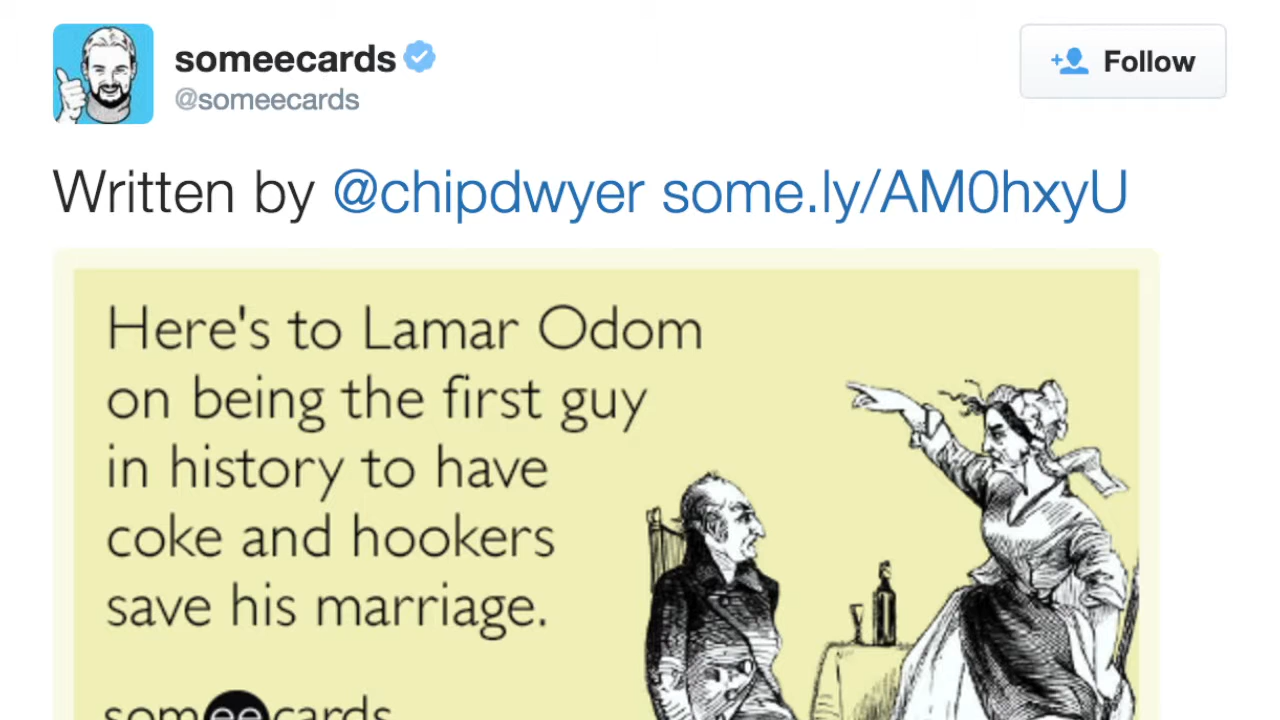 someecards
@someecards
Follow
Written by @chipdwyer some.ly/AM0hxyU
Here's to Lamar Odom
on being the first guy
in history to have
coke and hookers
save his marriage.
someecards